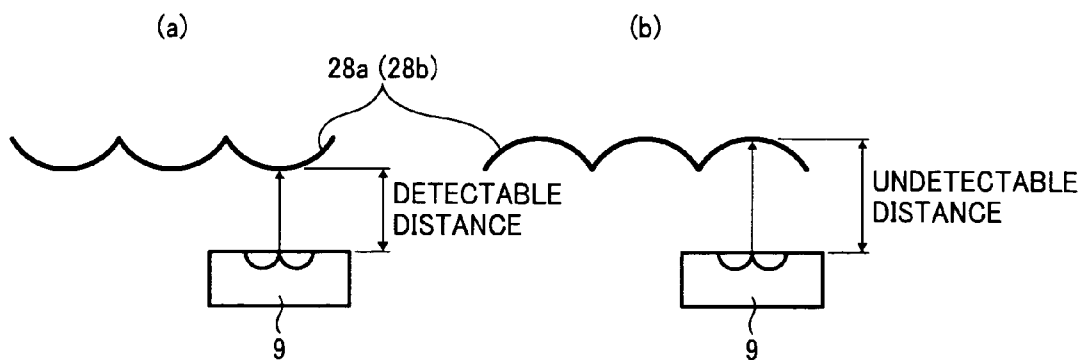 (a)
(b)
28a (28b)
DETECTABLE
DISTANCE
UNDETECTABLE
DISTANCE
9
9